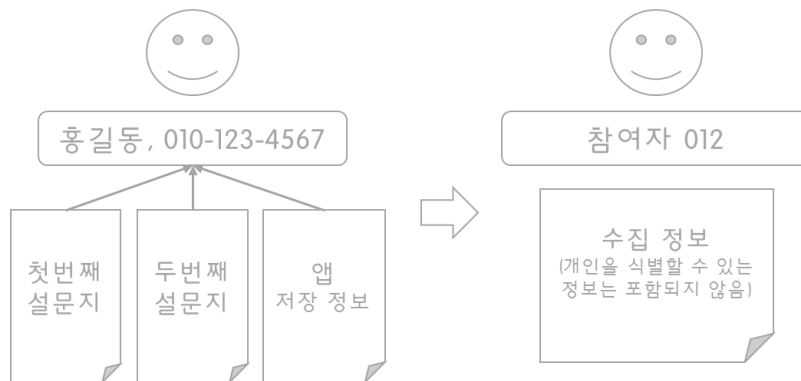 홍길동, 010-123-4567
참여자 012
첫번째
설문지
두번째
설문지
앱
저장 정보
수집 정보
(개인을 식별할 수 있는
정보는 포함되지 않음)